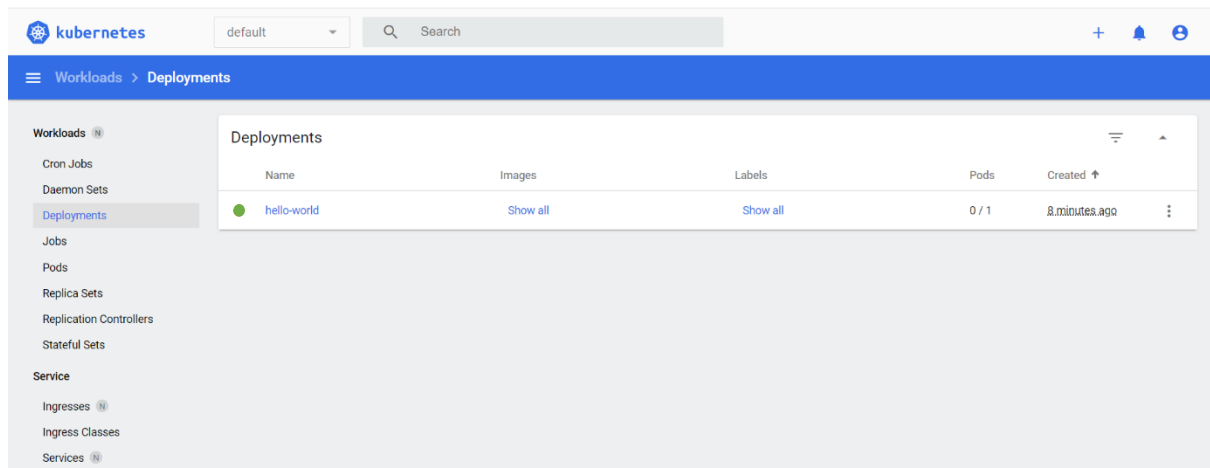 kubernetes default Search
Workloads > Deployments
Workloads N
Cron Jobs
Daemon Sets
Deployments
Jobs
Pods
Replica Sets
Replication Controllers
Stateful Sets
Service
Ingresses N
Ingress Classes
Services N
Deployments
Name Images Labels Pods Created ↑
hello-world Show all Show all 0 / 1 8 minutes ago